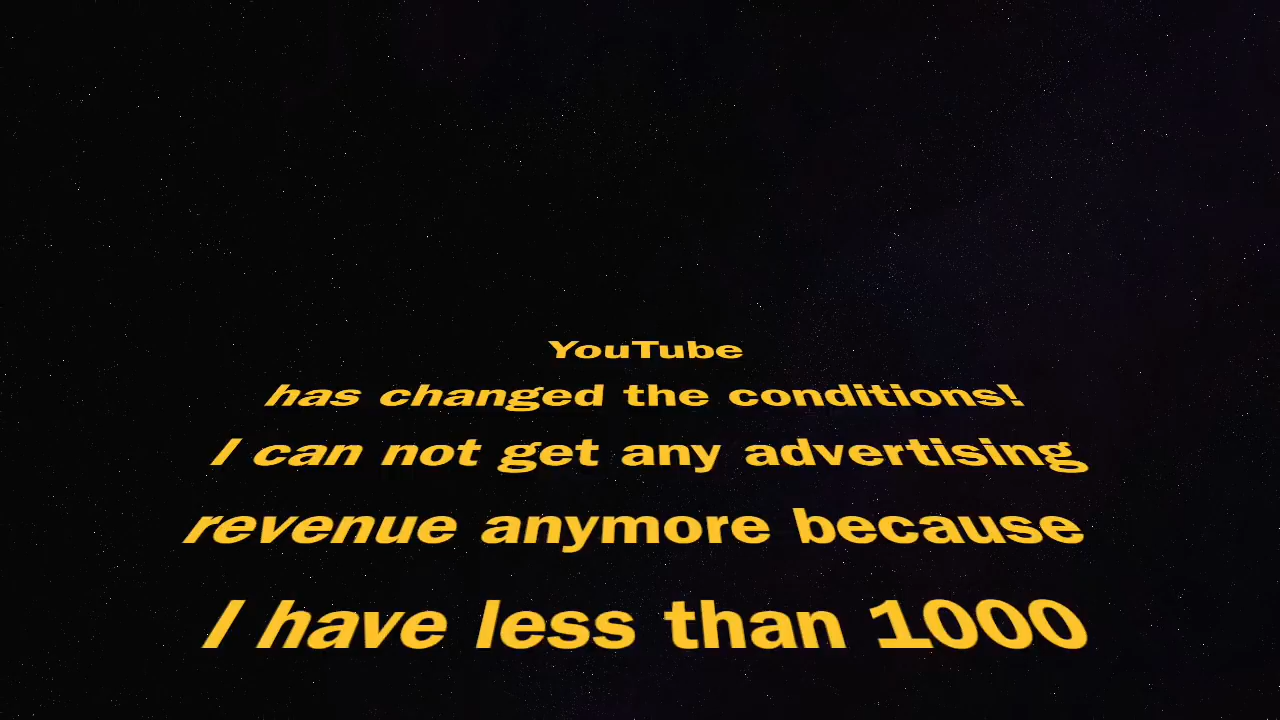 YouTube
has changed the conditions!
I can not get any advertising
revenue anymore because
I have less than 1000